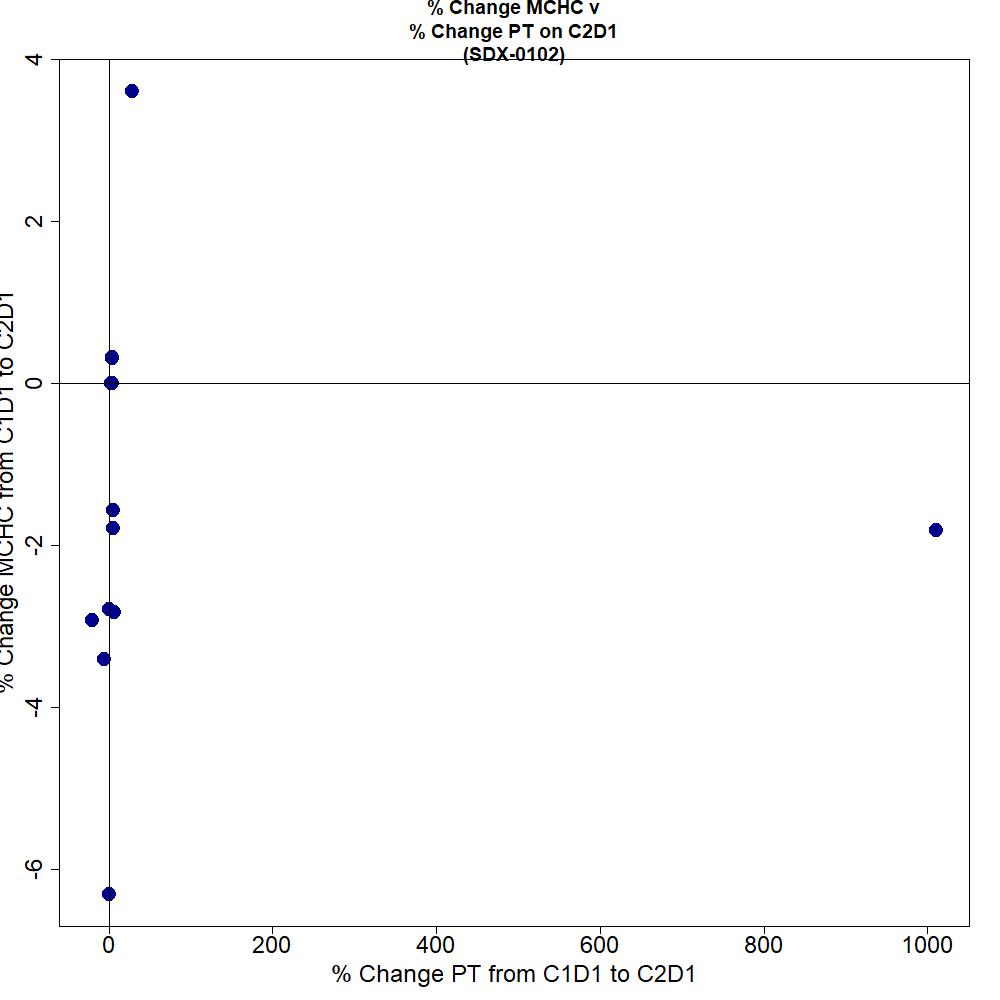 % Change MCHC v
% Change PT on C2D1
(SDX-0102)
4
2
0
-2
-4
-6
% Change MCHC from C1D1 to C2D1
0 200 400 600 800 1000
% Change PT from C1D1 to C2D1